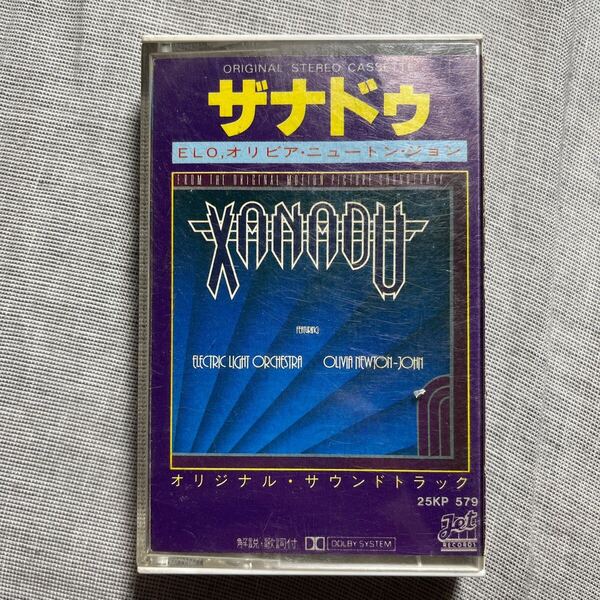 ORIGINAL STEREO CASSETTE
ザナドゥ
ELO,オリビア・ニュートン・ジョン
FROM THE ORIGINAL MOTION PICTURE SOUNDTRACK
XANADU
FEATURING
ELECTRIC LIGHT ORCHESTRA OLIVIA NEWTON-JOHN
オリジナル・サウンドトラック
25KP 579
解説・歌詞付 DOLBY SYSTEM
Jet
RECORDS